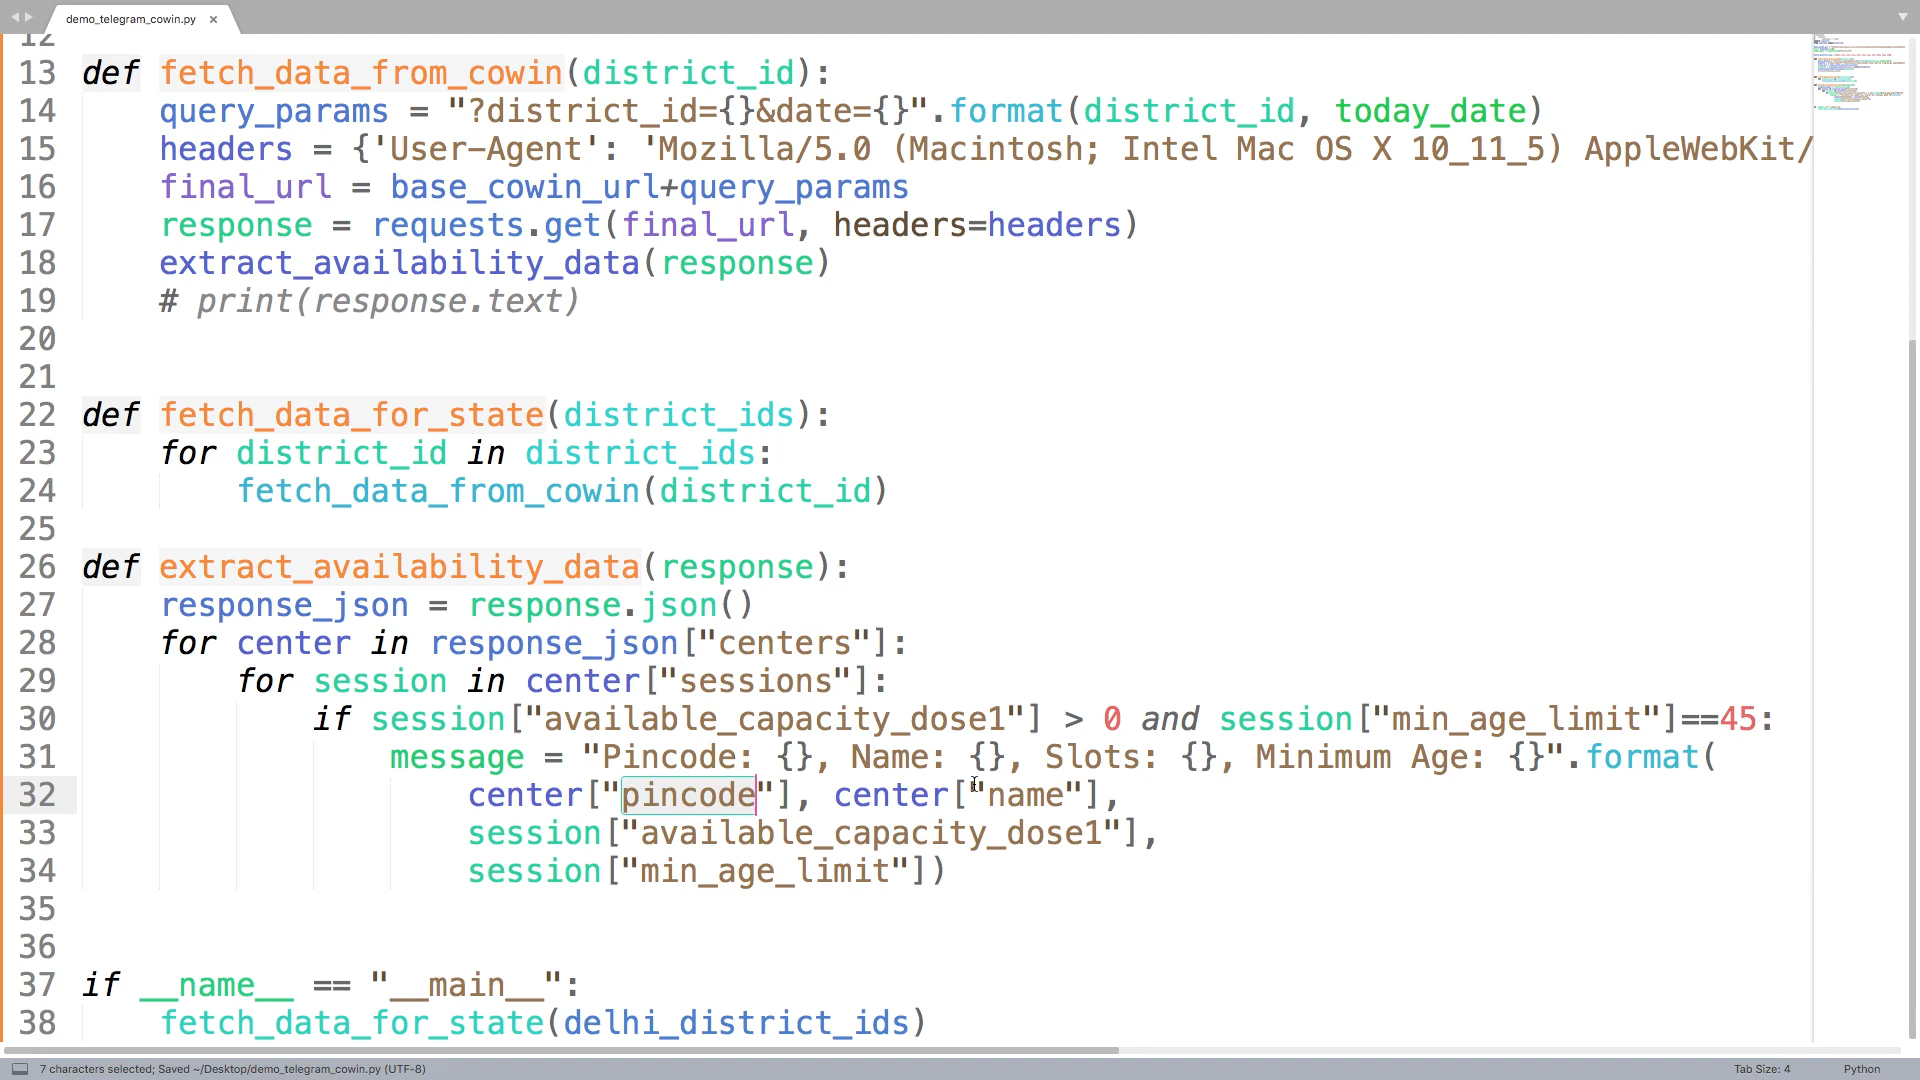 demo_telegram_cowin.py ×
12
13 def fetch_data_from_cowin(district_id):
14 query_params = "?district_id={}&date={}".format(district_id, today_date)
15 headers = {'User-Agent': 'Mozilla/5.0 (Macintosh; Intel Mac OS X 10_11_5) AppleWebKit/
16 final_url = base_cowin_url+query_params
17 response = requests.get(final_url, headers=headers)
18 extract_availability_data(response)
19 # print(response.text)
20
21
22 def fetch_data_for_state(district_ids):
23 for district_id in district_ids:
24 fetch_data_from_cowin(district_id)
25
26 def extract_availability_data(response):
27 response_json = response.json()
28 for center in response_json["centers"]:
29 for session in center["sessions"]:
30 if session["available_capacity_dose1"] > 0 and session["min_age_limit"]==45:
31 message = "Pincode: {}, Name: {}, Slots: {}, Minimum Age: {}".format(
32 center["pincode"], center["name"],
33 session["available_capacity_dose1"],
34 session["min_age_limit"])
35
36
37 if __name__ == "__main__":
38 fetch_data_for_state(delhi_district_ids)
7 characters selected; Saved ~/Desktop/demo_telegram_cowin.py (UTF-8) Tab Size: 4 Python